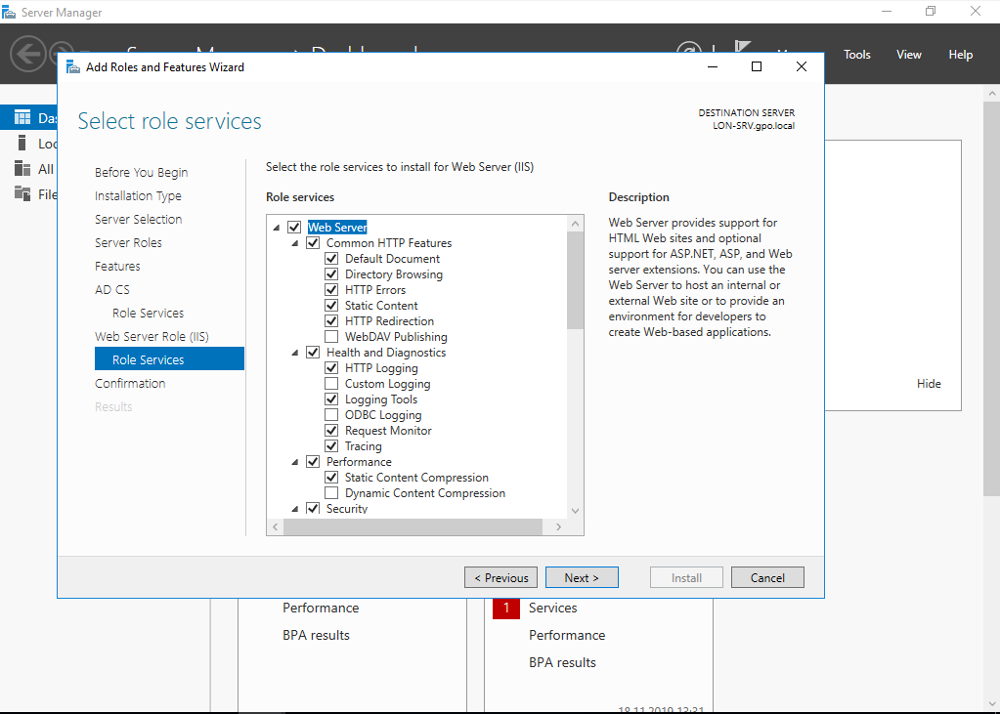 Server Manager
Tools View Help
Add Roles and Features Wizard
Select role services
DESTINATION SERVER
LON-SRV.gpo.local
Before You Begin
Installation Type
Server Selection
Server Roles
Features
AD CS
Role Services
Web Server Role (IIS)
Role Services
Confirmation
Results
Select the role services to install for Web Server (IIS)
Role services
Web Server
Common HTTP Features
Default Document
Directory Browsing
HTTP Errors
Static Content
HTTP Redirection
WebDAV Publishing
Health and Diagnostics
HTTP Logging
Custom Logging
Logging Tools
ODBC Logging
Request Monitor
Tracing
Performance
Static Content Compression
Dynamic Content Compression
Security
Description
Web Server provides support for
HTML Web sites and optional
support for ASP.NET, ASP, and Web
server extensions. You can use the
Web Server to host an internal or
external Web site or to provide an
environment for developers to
create Web-based applications.
Hide
< Previous
Next >
Install
Cancel
All
Performance
BPA results
1 Services
Performance
BPA results
18.11.2019 13:31